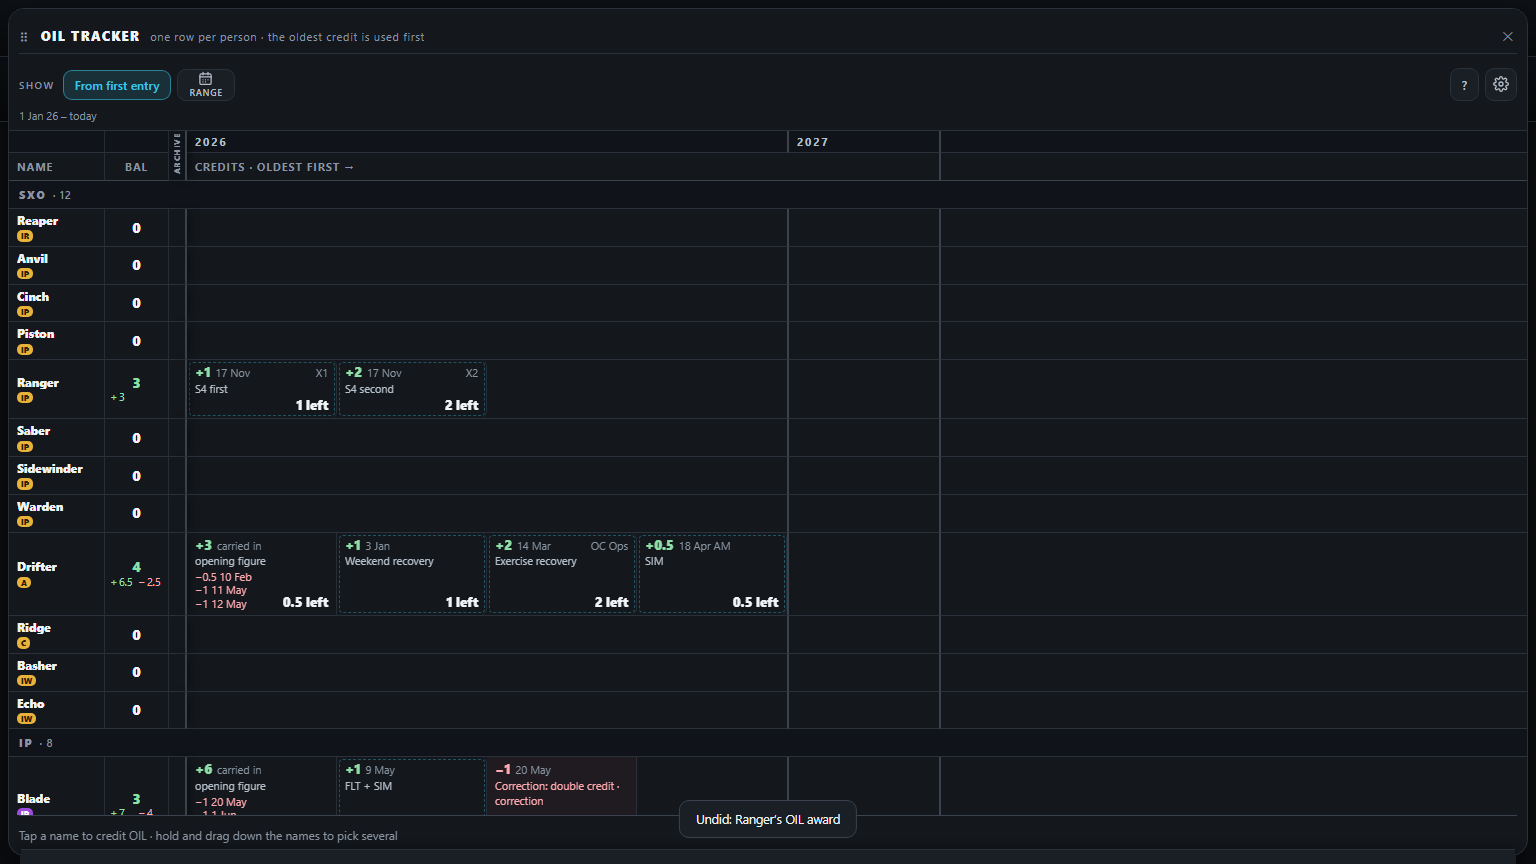 OIL TRACKER one row per person · the oldest credit is used first
SHOW From first entry RANGE
?
1 Jan 26 – today
ARCHIVE
2026 2027
NAME BAL CREDITS · OLDEST FIRST →
SXO · 12
Reaper
IR
0
Anvil
IP
0
Cinch
IP
0
Piston
IP
0
Ranger
IP
3
+3
+1 17 Nov X1
S4 first
1 left
+2 17 Nov X2
S4 second
2 left
Saber
IP
0
Sidewinder
IP
0
Warden
IP
0
Drifter
A
4
+6.5 −2.5
+3 carried in
opening figure
−0.5 10 Feb
−1 11 May
−1 12 May
0.5 left
+1 3 Jan
Weekend recovery
1 left
+2 14 Mar OC Ops
Exercise recovery
2 left
+0.5 18 Apr AM
SIM
0.5 left
Ridge
C
0
Basher
IW
0
Echo
IW
0
IP · 8
Blade
3
+7 −4
+6 carried in
opening figure
−1 20 May
−1 1 Jun
+1 9 May
FLT + SIM
−1 20 May
Correction: double credit ·
correction
Undid: Ranger's OIL award
Tap a name to credit OIL · hold and drag down the names to pick several